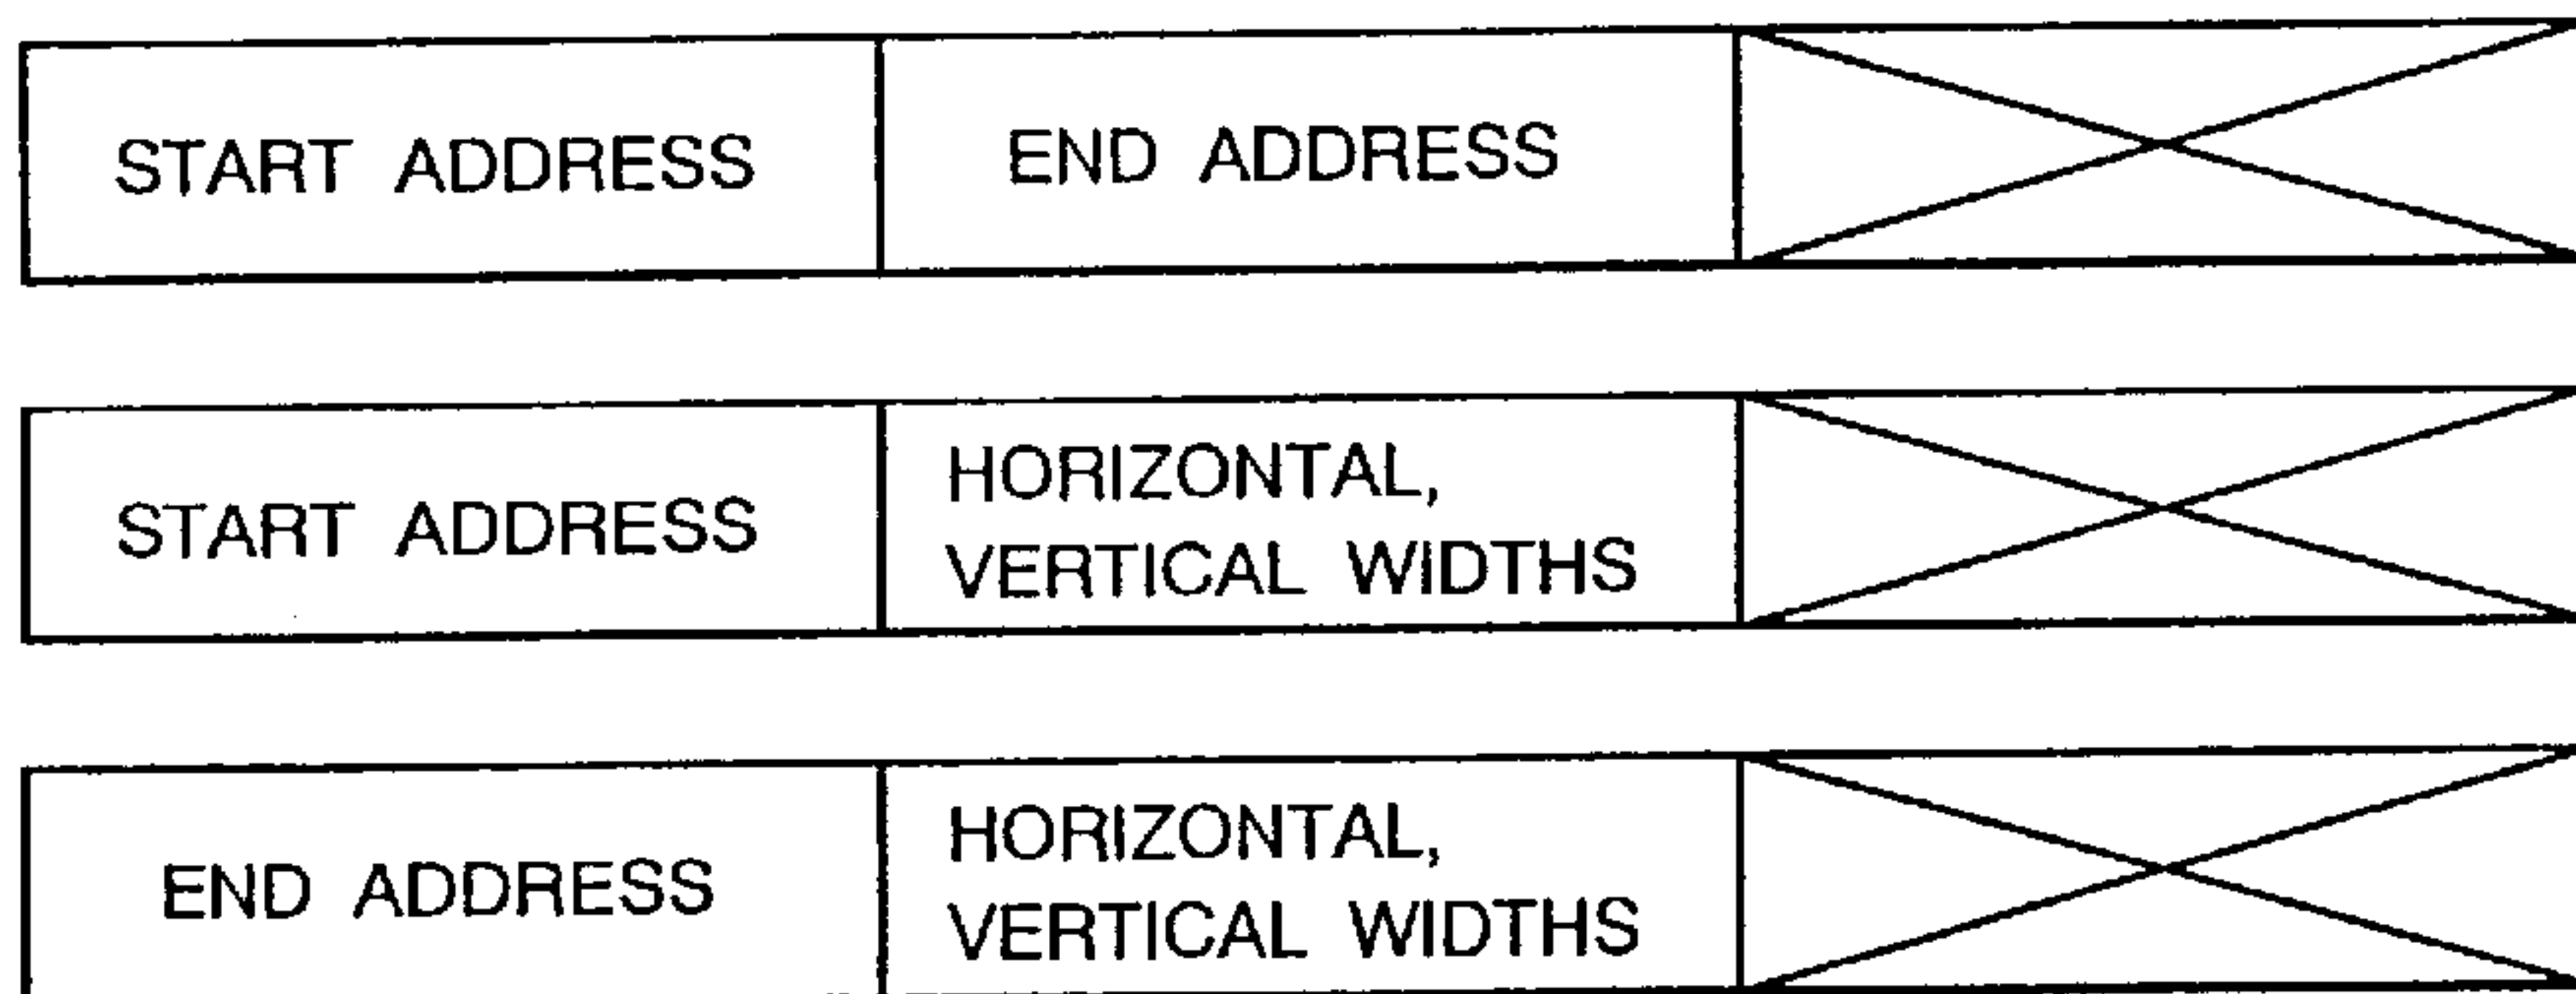 START ADDRESS
END ADDRESS
START ADDRESS
HORIZONTAL,
VERTICAL WIDTHS
END ADDRESS
HORIZONTAL,
VERTICAL WIDTHS